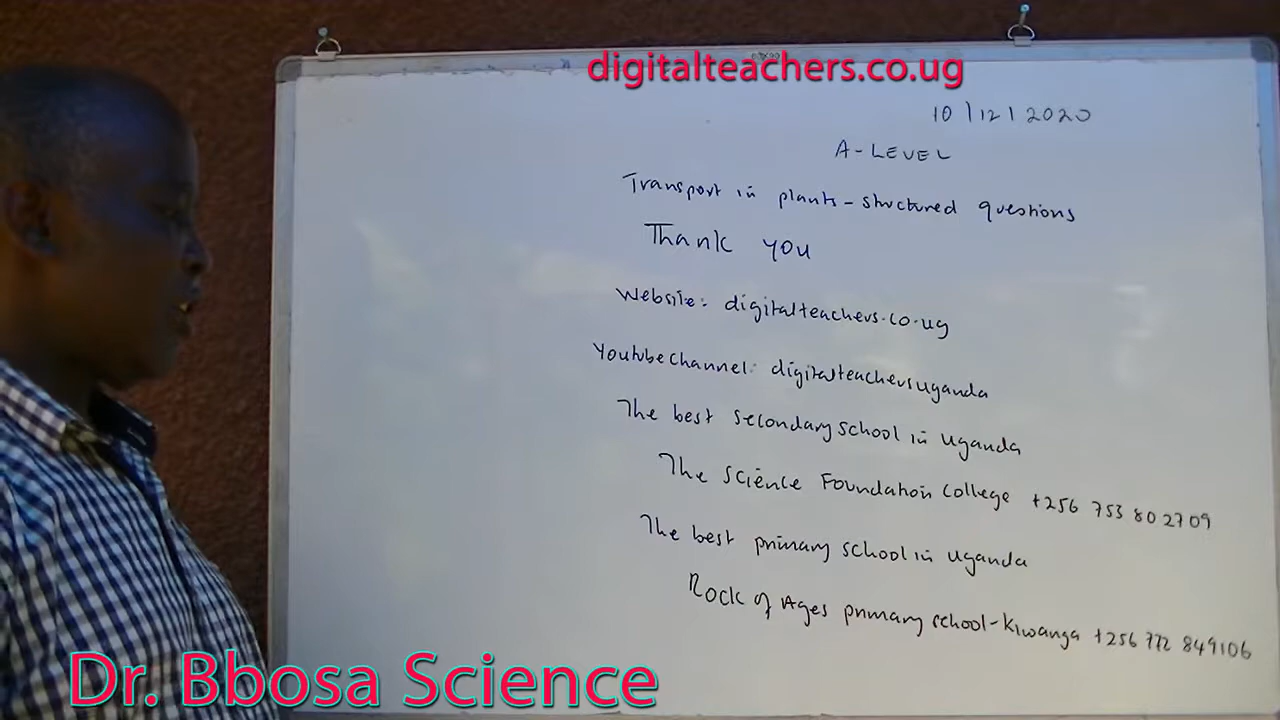 digitalteachers.co.ug
10/12/2020
A-LEVEL
Transport in plants - structured questions
Thank you
Website: digitalteachers.co.ug
Youtube Channel: digitalteachersuganda
The best secondary school in Uganda
The Science Foundation College +256 753 802709
The best primary school in Uganda
Rock of Ages primary school - Kiwanga +256 772 849106
Dr. Bbosa Science